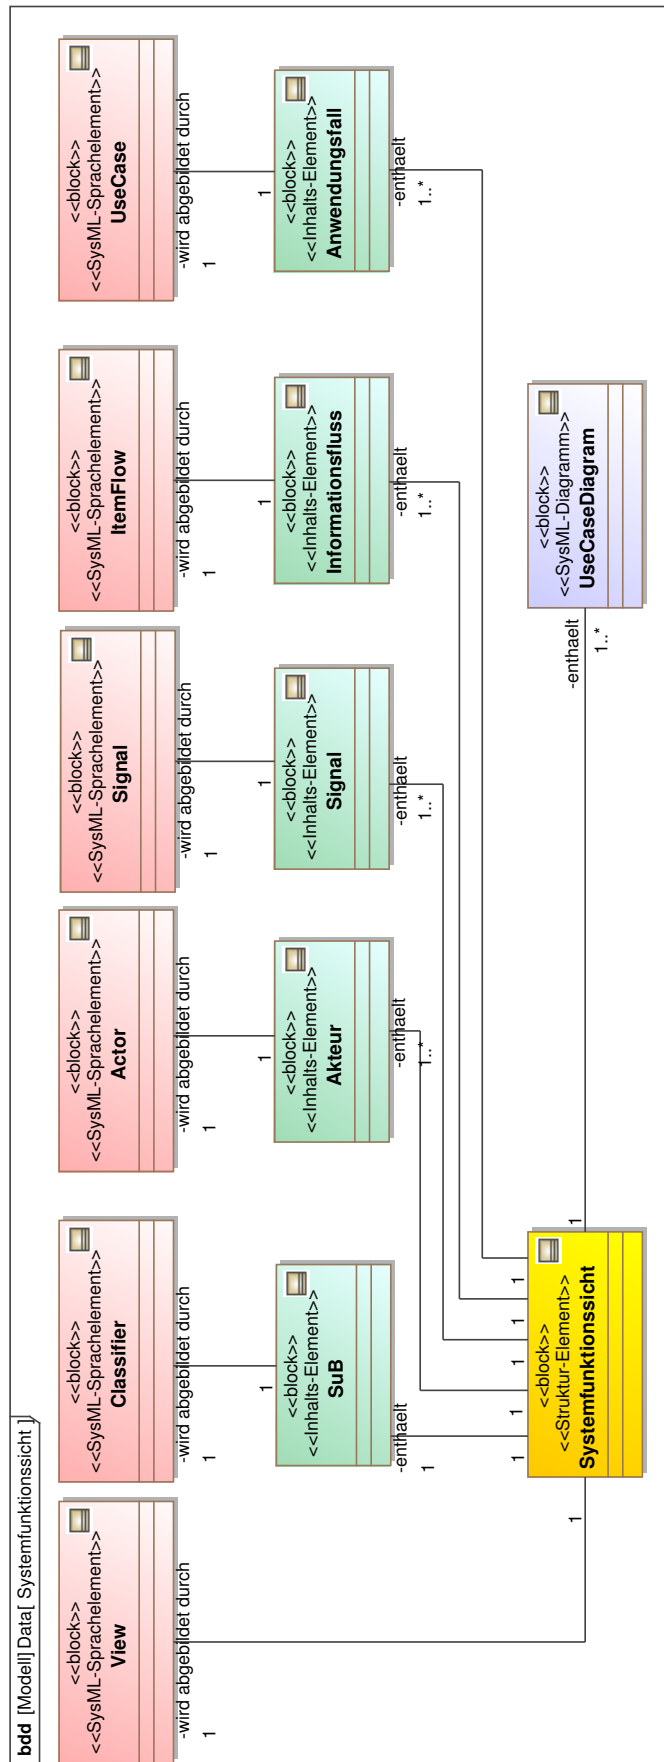 bdd [Modell] Data[ Systemfunktionssicht ]
<<block>>
<<SysML-Sprachelement>>
View
-wird abgebildet durch
1
<<block>>
<<SysML-Sprachelement>>
Classifier
-wird abgebildet durch
1
<<block>>
<<SysML-Sprachelement>>
Actor
-wird abgebildet durch
1
<<block>>
<<SysML-Sprachelement>>
Signal
-wird abgebildet durch
1
<<block>>
<<SysML-Sprachelement>>
ItemFlow
-wird abgebildet durch
1
<<block>>
<<SysML-Sprachelement>>
UseCase
-wird abgebildet durch
1
1
<<block>>
<<Inhalts-Element>>
SuB
-enthaelt
1
1
<<block>>
<<Inhalts-Element>>
Akteur
-enthaelt
1..*
1
<<block>>
<<Inhalts-Element>>
Signal
-enthaelt
1..*
1
<<block>>
<<Inhalts-Element>>
Informationsfluss
-enthaelt
1..*
1
<<block>>
<<Inhalts-Element>>
Anwendungsfall
-enthaelt
1..*
1
1
1
1
1
1
<<block>>
<<Struktur-Element>>
Systemfunktionssicht
1
-enthaelt
1..*
<<block>>
<<SysML-Diagramm>>
UseCaseDiagram